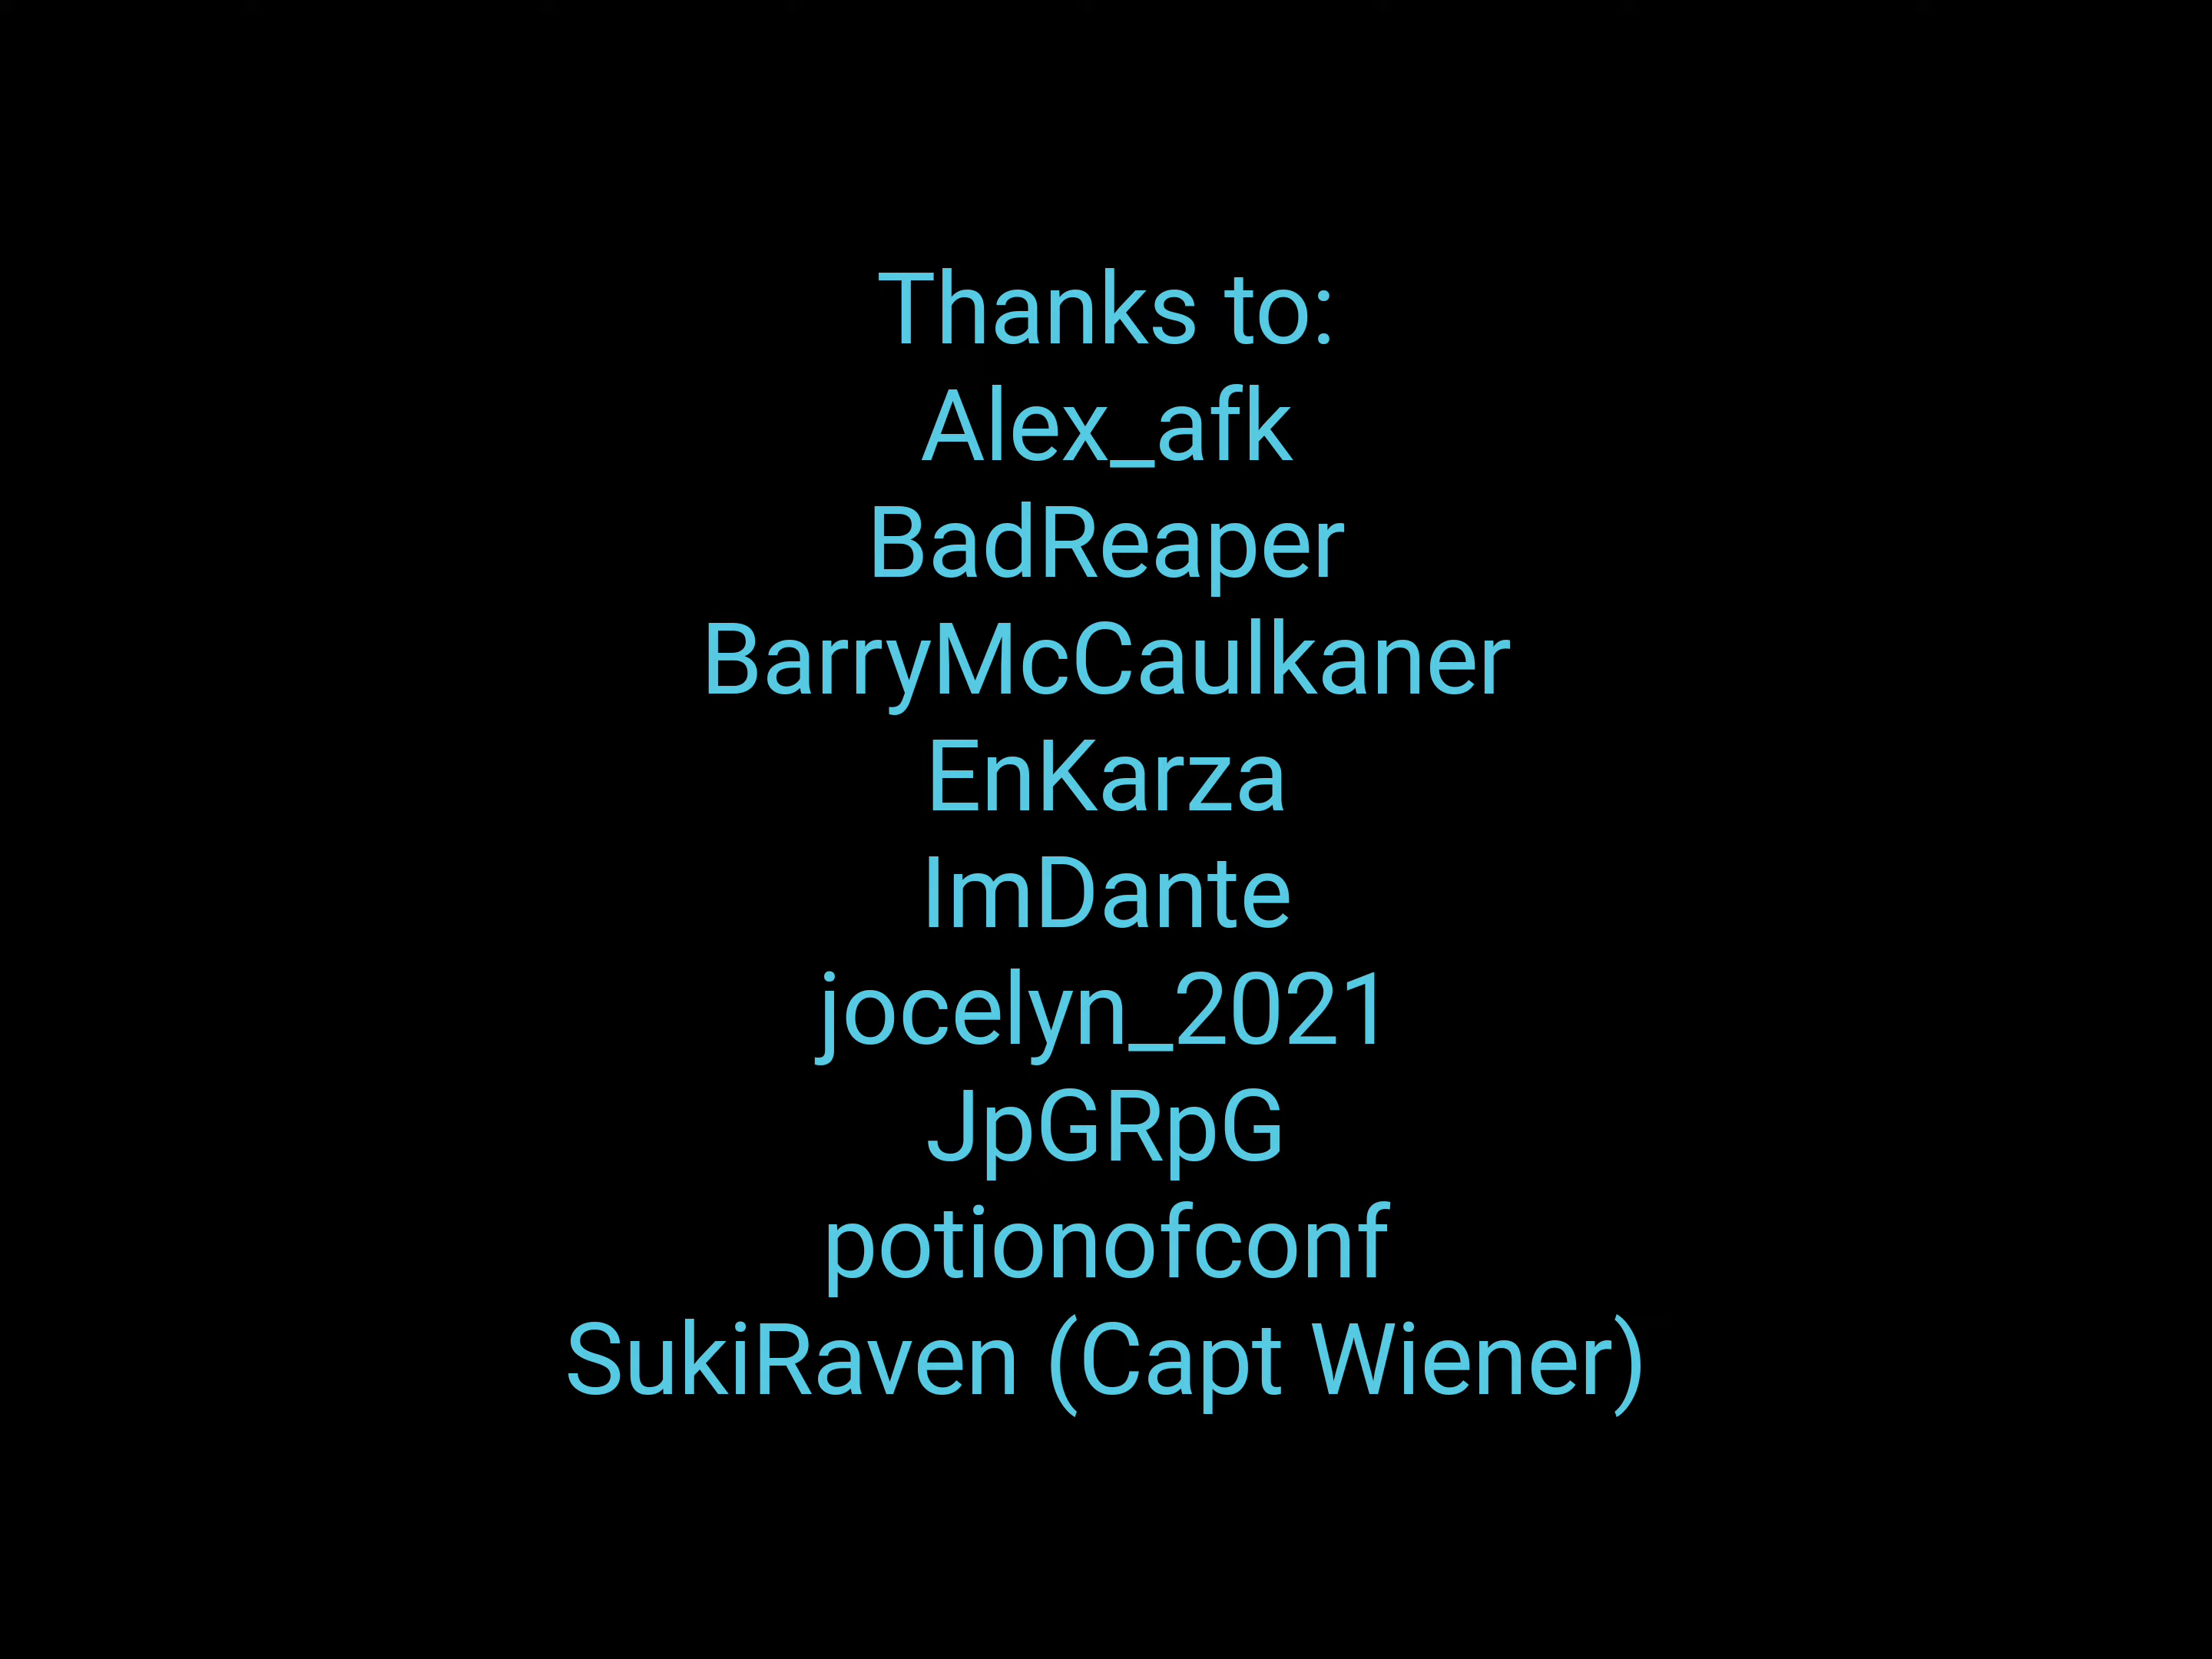 Thanks to:
Alex_afk
BadReaper
BarryMcCaulkaner
EnKarza
ImDante
jocelyn_2021
JpGRpG
potionofconf
SukiRaven (Capt Wiener)